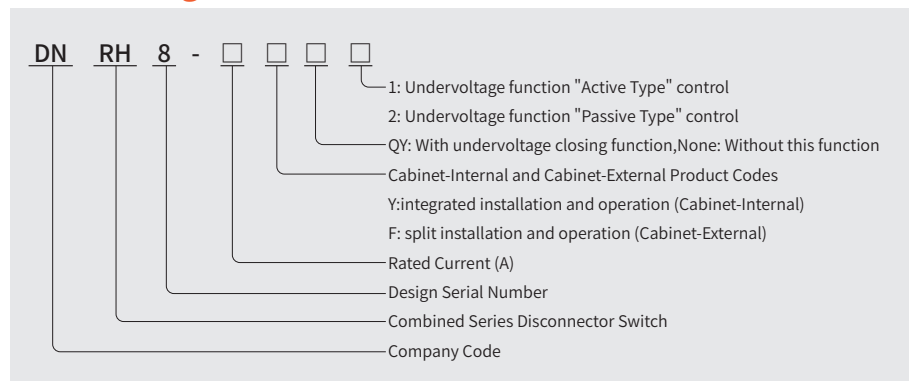 DN RH 8 - □ □ □ □
1: Undervoltage function "Active Type" control
2: Undervoltage function "Passive Type" control
QY: With undervoltage closing function,None: Without this function
Cabinet-Internal and Cabinet-External Product Codes
Y:integrated installation and operation (Cabinet-Internal)
F: split installation and operation (Cabinet-External)
Rated Current (A)
Design Serial Number
Combined Series Disconnector Switch
Company Code